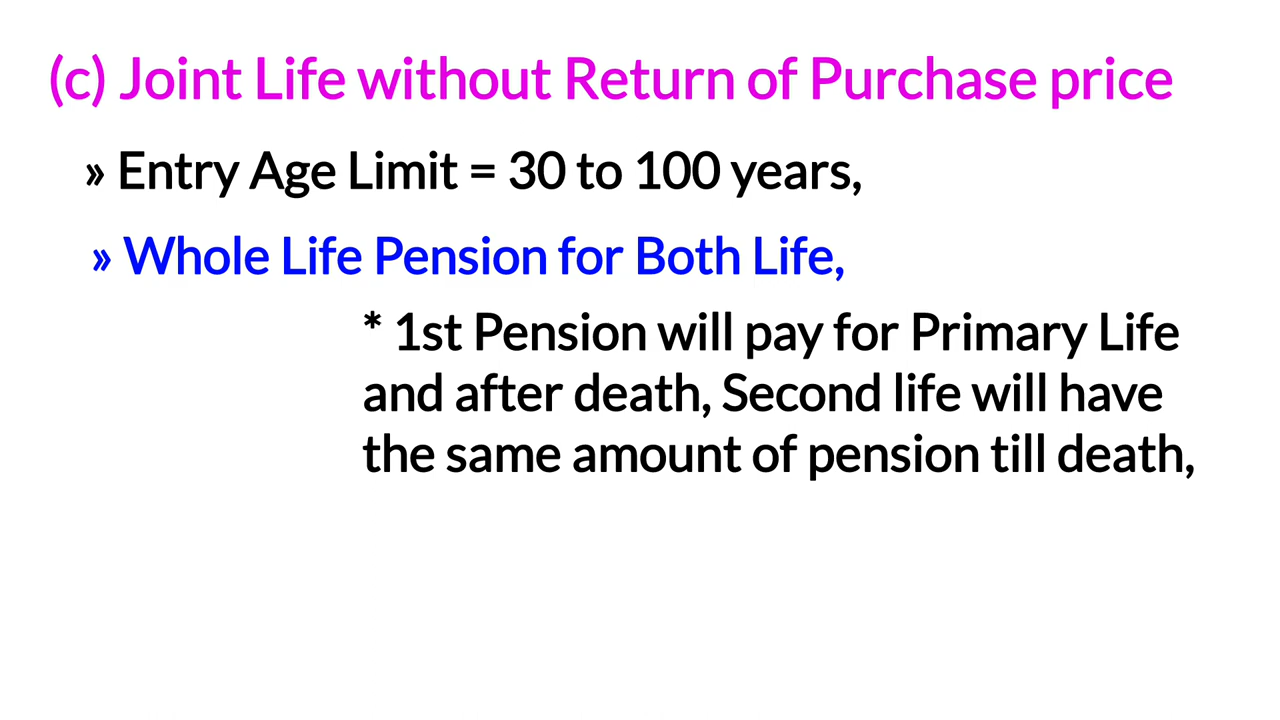 (c) Joint Life without Return of Purchase price
» Entry Age Limit = 30 to 100 years,
» Whole Life Pension for Both Life,
* 1st Pension will pay for Primary Life
and after death, Second life will have
the same amount of pension till death,